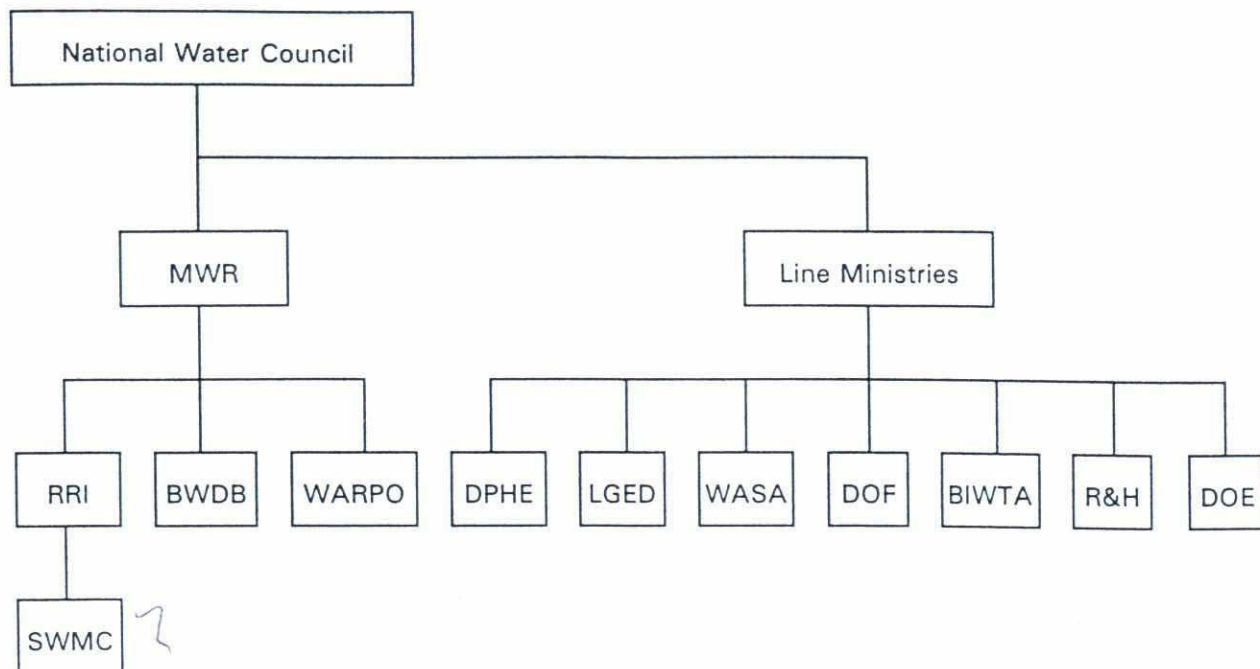 National Water Council
MWR
Line Ministries
RRI
BWDB
WARPO
DPHE
LGED
WASA
DOF
BIWTA
R&H
DOE
SWMC